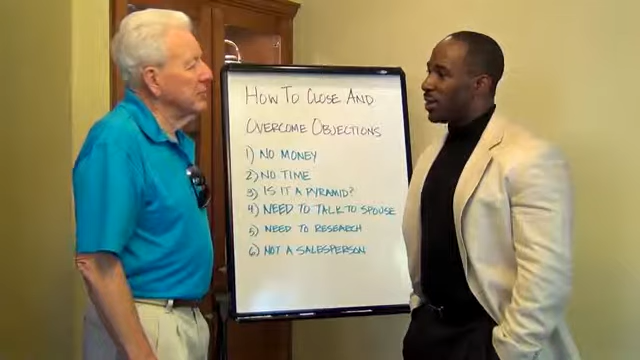 How To Close And
Overcome Objections
1) No Money
2) No Time
3) Is it a Pyramid?
4) Need to Talk to Spouse
5) Need to Research
6) Not a Salesperson